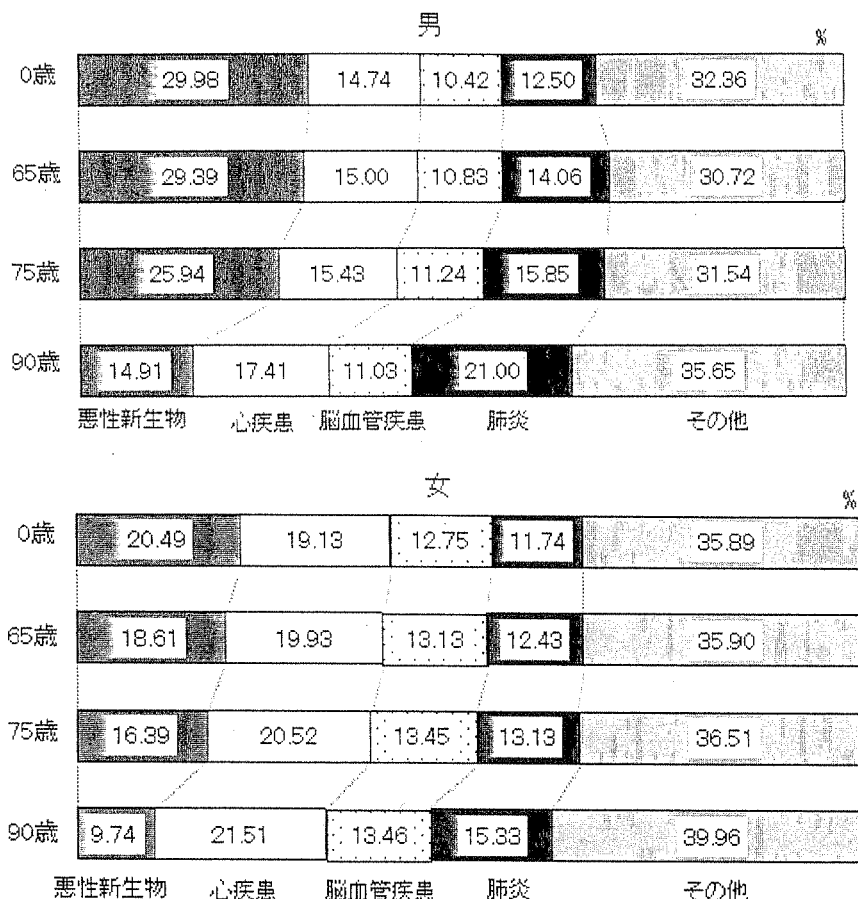 男
%
0歳 29.98 14.74 10.42 12.50 32.36
65歳 29.39 15.00 10.83 14.06 30.72
75歳 25.94 15.43 11.24 15.85 31.54
90歳 14.91 17.41 11.03 21.00 35.65
悪性新生物 心疾患 脳血管疾患 肺炎 その他
女
%
0歳 20.49 19.13 12.75 11.74 35.89
65歳 18.61 19.93 13.13 12.43 35.90
75歳 16.39 20.52 13.45 13.13 36.51
90歳 9.74 21.51 13.46 15.33 39.96
悪性新生物 心疾患 脳血管疾患 肺炎 その他